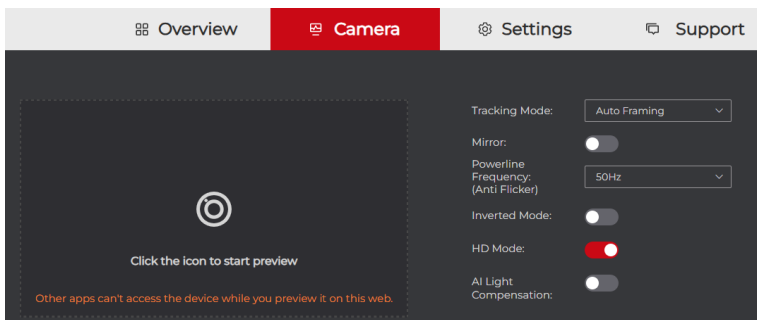 Overview
Camera
Settings
Support
Click the icon to start preview
Other apps can't access the device while you preview it on this web.
Tracking Mode:
Auto Framing
Mirror:
Powerline
Frequency:
(Anti Flicker)
50Hz
Inverted Mode:
HD Mode:
AI Light
Compensation: